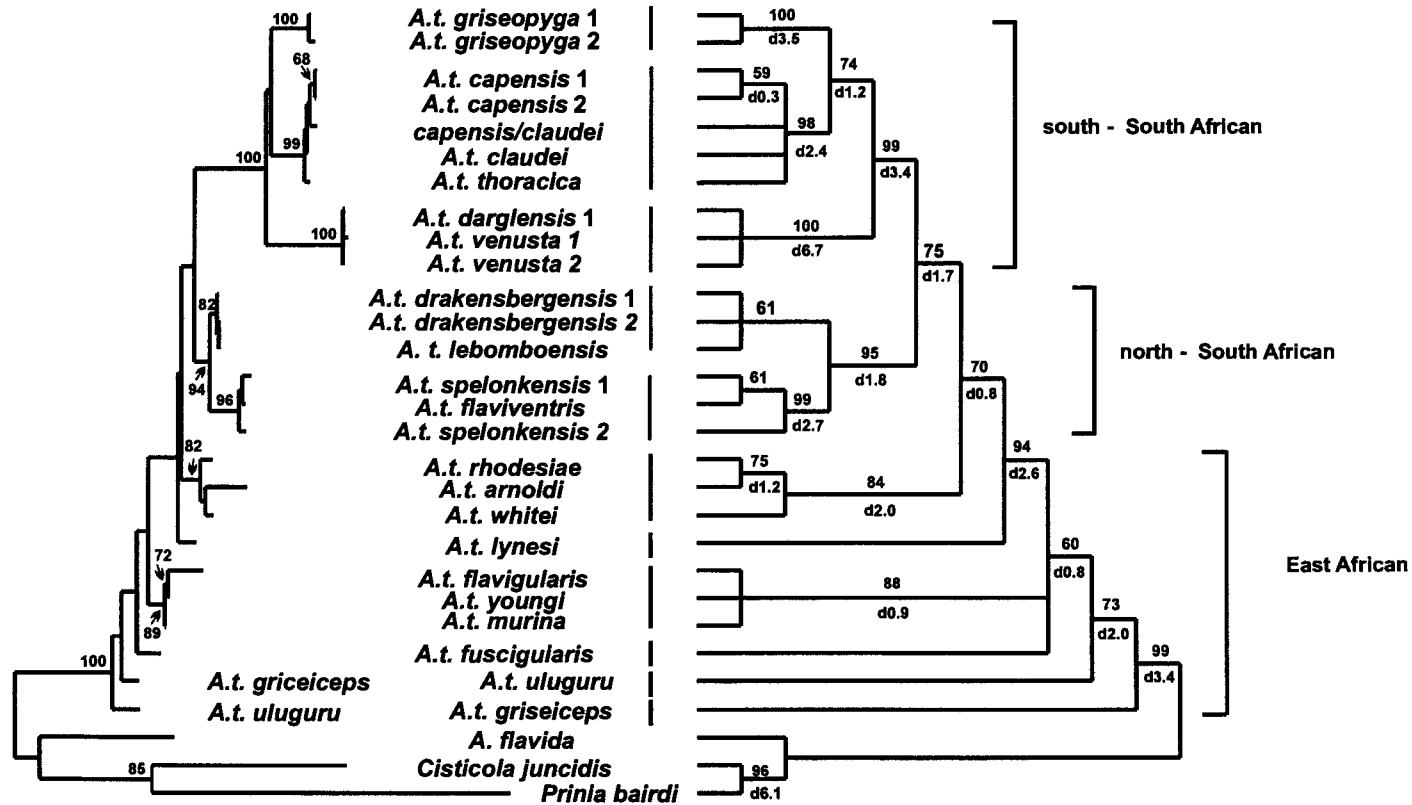 100
A.t. griseopyga 1
100
A.t. griseopyga 2
d3.5
68
74
A.t. capensis 1
59
d1.2
A.t. capensis 2
d0.3
capensis/claudei
98
south - South African
99
A.t. claudei
d2.4
99
100
A.t. thoracica
d3.4
A.t. darglensis 1
100
A.t. venusta 1
100
A.t. venusta 2
d6.7
75
d1.7
82
A.t. drakensbergensis 1
61
A.t. drakensbergensis 2
A. t. lebomboensis
95
north - South African
94
A.t. spelonkensis 1
61
d1.8
70
96
A.t. flaviventris
99
d0.8
A.t. spelonkensis 2
d2.7
82
A.t. rhodesiae
75
94
A.t. arnoldi
d1.2
84
d2.6
A.t. whitei
d2.0
A.t. lynesi
60
72
A.t. flavigularis
88
d0.8
East African
A.t. youngi
d0.9
89
A.t. murina
73
d2.0
100
A.t. fuscigularis
99
A.t. griceiceps
A.t. uluguru
d3.4
A.t. uluguru
A.t. griseiceps
A. flavida
85
Cisticola juncidis
96
Prinia bairdi
d6.1